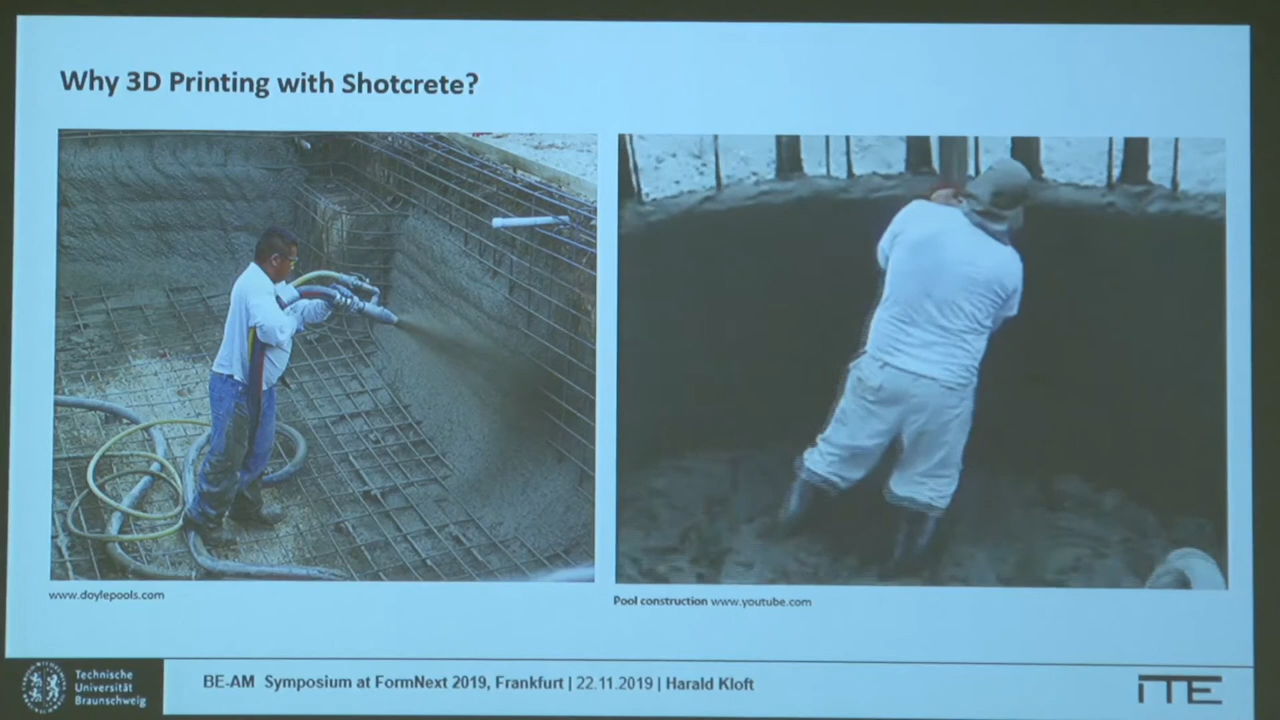 Why 3D Printing with Shotcrete?
www.doylepools.com
Pool construction www.youtube.com
Technische
Universität
Braunschweig
BE-AM Symposium at FormNext 2019, Frankfurt | 22.11.2019 | Harald Kloft
iTE